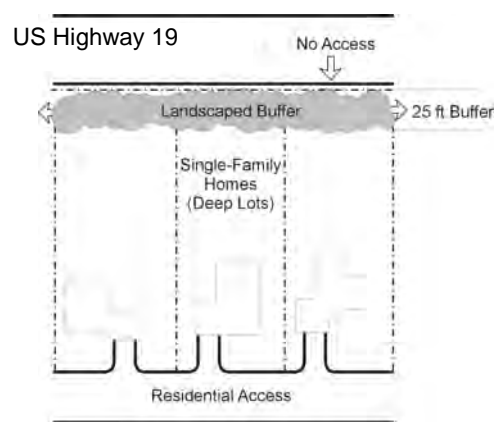 US Highway 19
No Access
Landscaped Buffer
25 ft Buffer
Single-Family
Homes
(Deep Lots)
Residential Access